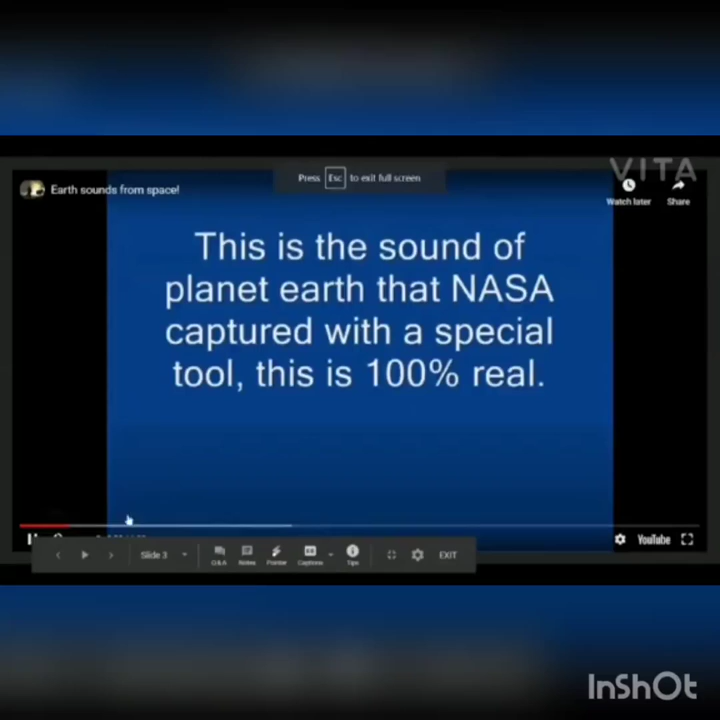 VITA
Press Esc to exit full screen
Earth sounds from space!
Watch later Share
This is the sound of
planet earth that NASA
captured with a special
tool, this is 100% real.
YouTube
Slide 3
Q&A Notes Pointer Captions Tips EXIT
InShOt